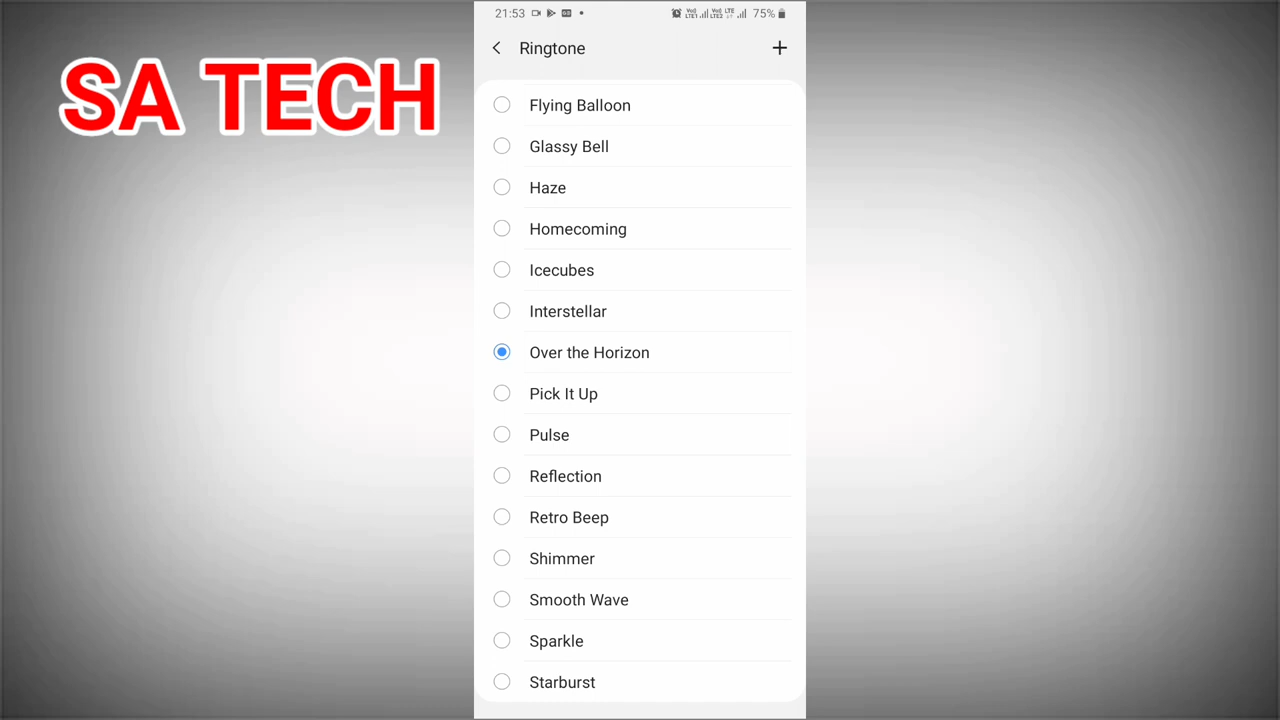 SA TECH
21:53
75%
Ringtone
Flying Balloon
Glassy Bell
Haze
Homecoming
Icecubes
Interstellar
Over the Horizon
Pick It Up
Pulse
Reflection
Retro Beep
Shimmer
Smooth Wave
Sparkle
Starburst